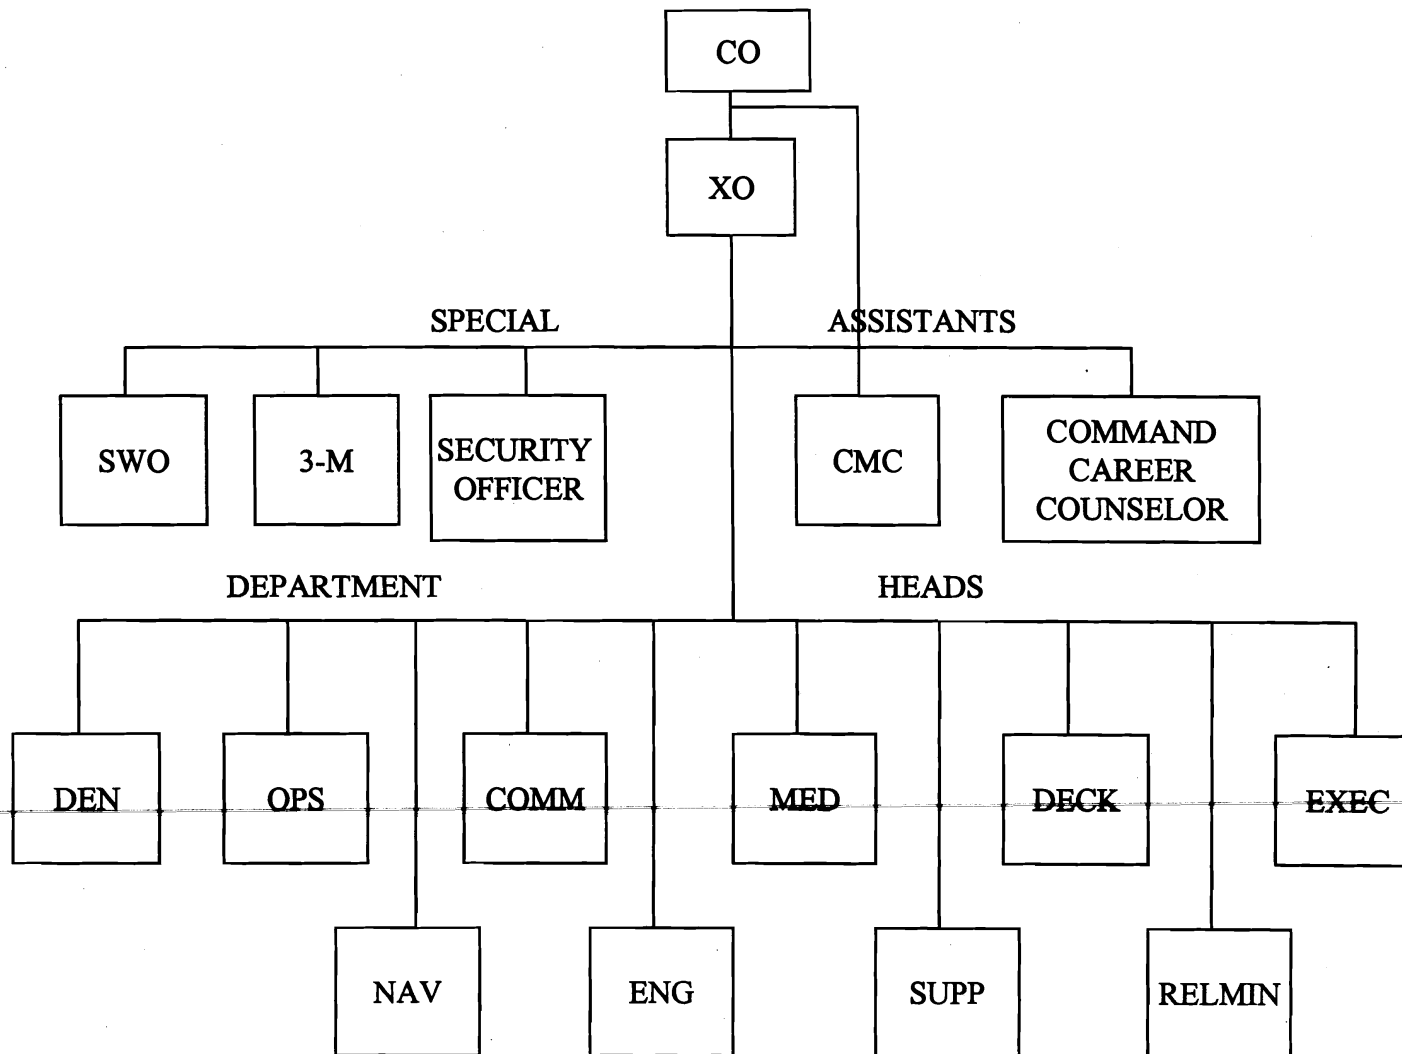 CO
XO
SPECIAL ASSISTANTS
SWO
3-M
SECURITY
OFFICER
CMC
COMMAND
CAREER
COUNSELOR
DEPARTMENT HEADS
DEN
OPS
COMM
MED
DECK
EXEC
NAV
ENG
SUPP
RELMIN